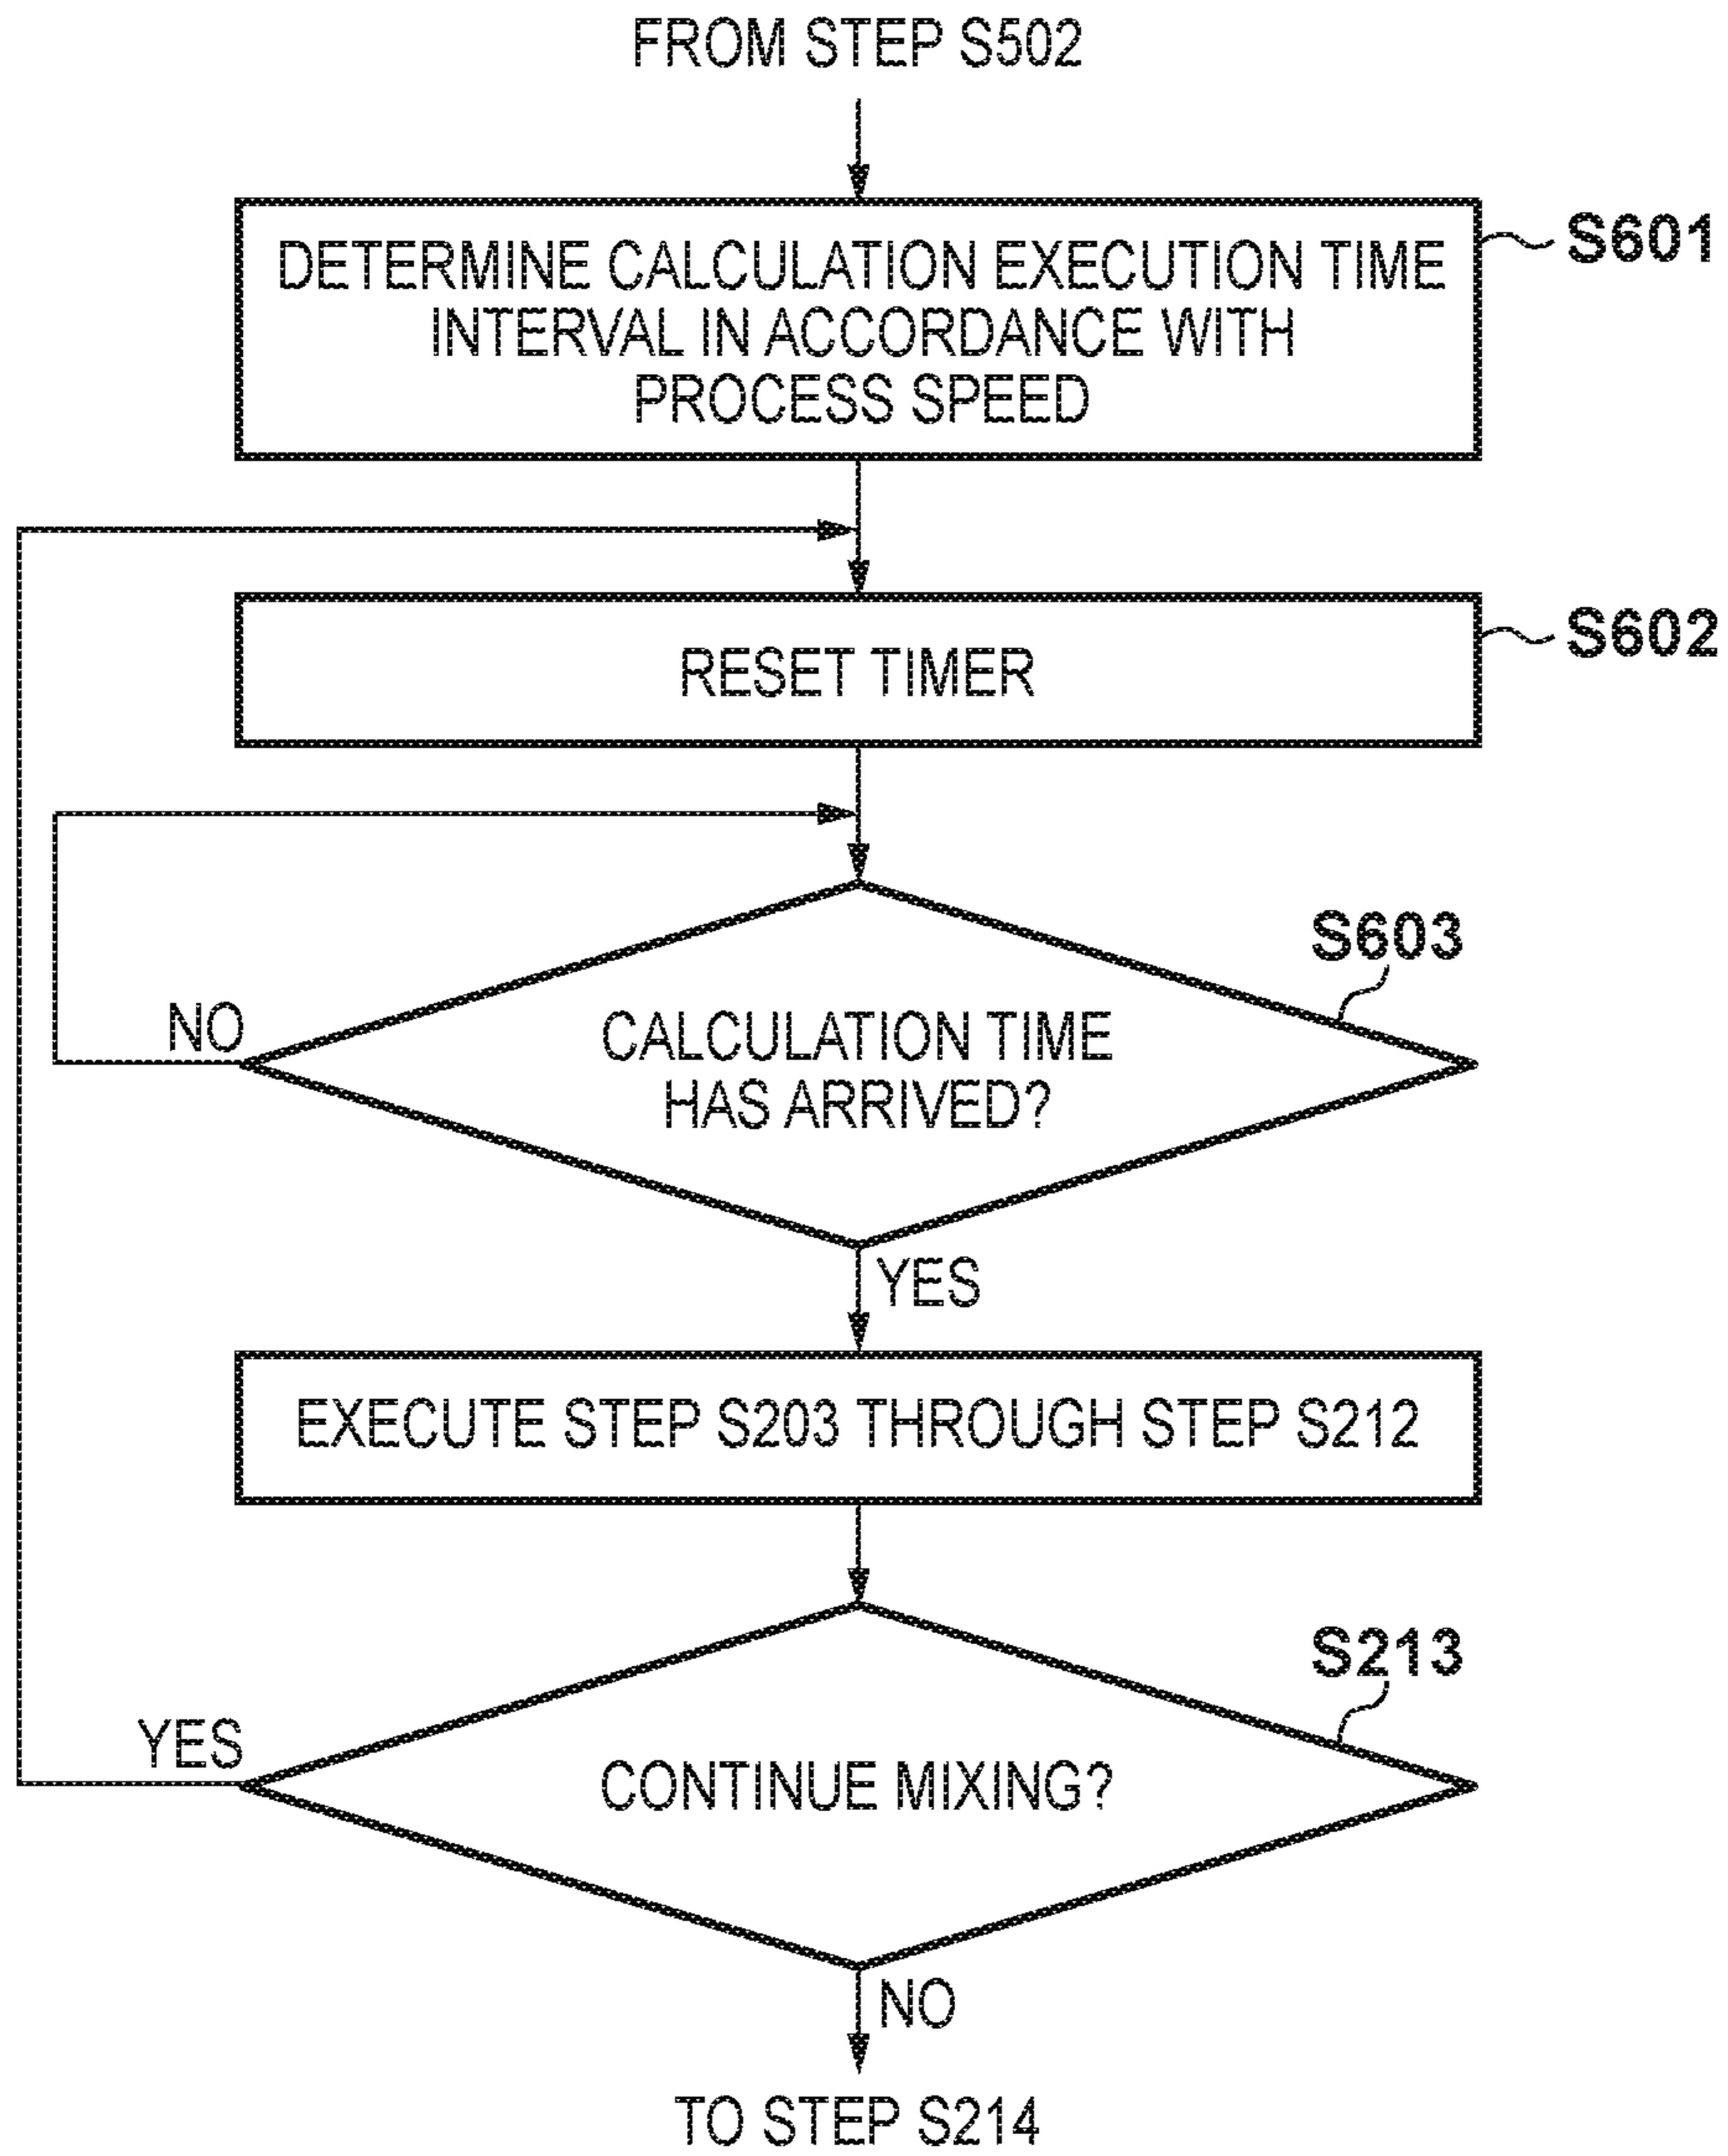 FROM STEP S502
DETERMINE CALCULATION EXECUTION TIME
INTERVAL IN ACCORDANCE WITH
PROCESS SPEED
S601
RESET TIMER
S602
S603
NO
CALCULATION TIME
HAS ARRIVED?
YES
EXECUTE STEP S203 THROUGH STEP S212
S213
YES
CONTINUE MIXING?
NO
TO STEP S214